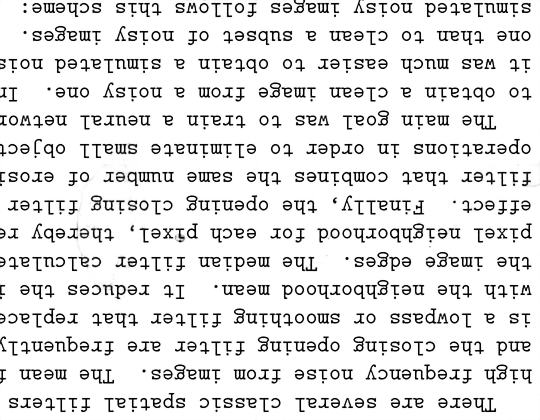 There are several classic spatial filters
high frequency noise from images. The mean f
and the closing opening filter are frequently
is a lowpass or smoothing filter that replace
with the neighborhood mean. It reduces the i
the image edges. The median filter calculate
pixel neighborhood for each pixel, thereby re
effect. Finally, the opening closing filter
filter that combines the same number of erosi
operations in order to eliminate small object
The main goal was to train a neural networ
to obtain a clean image from a noisy one. In
it was much easier to obtain a simulated nois
one than to clean a subset of noisy images.
simulated noisy images follows this scheme: